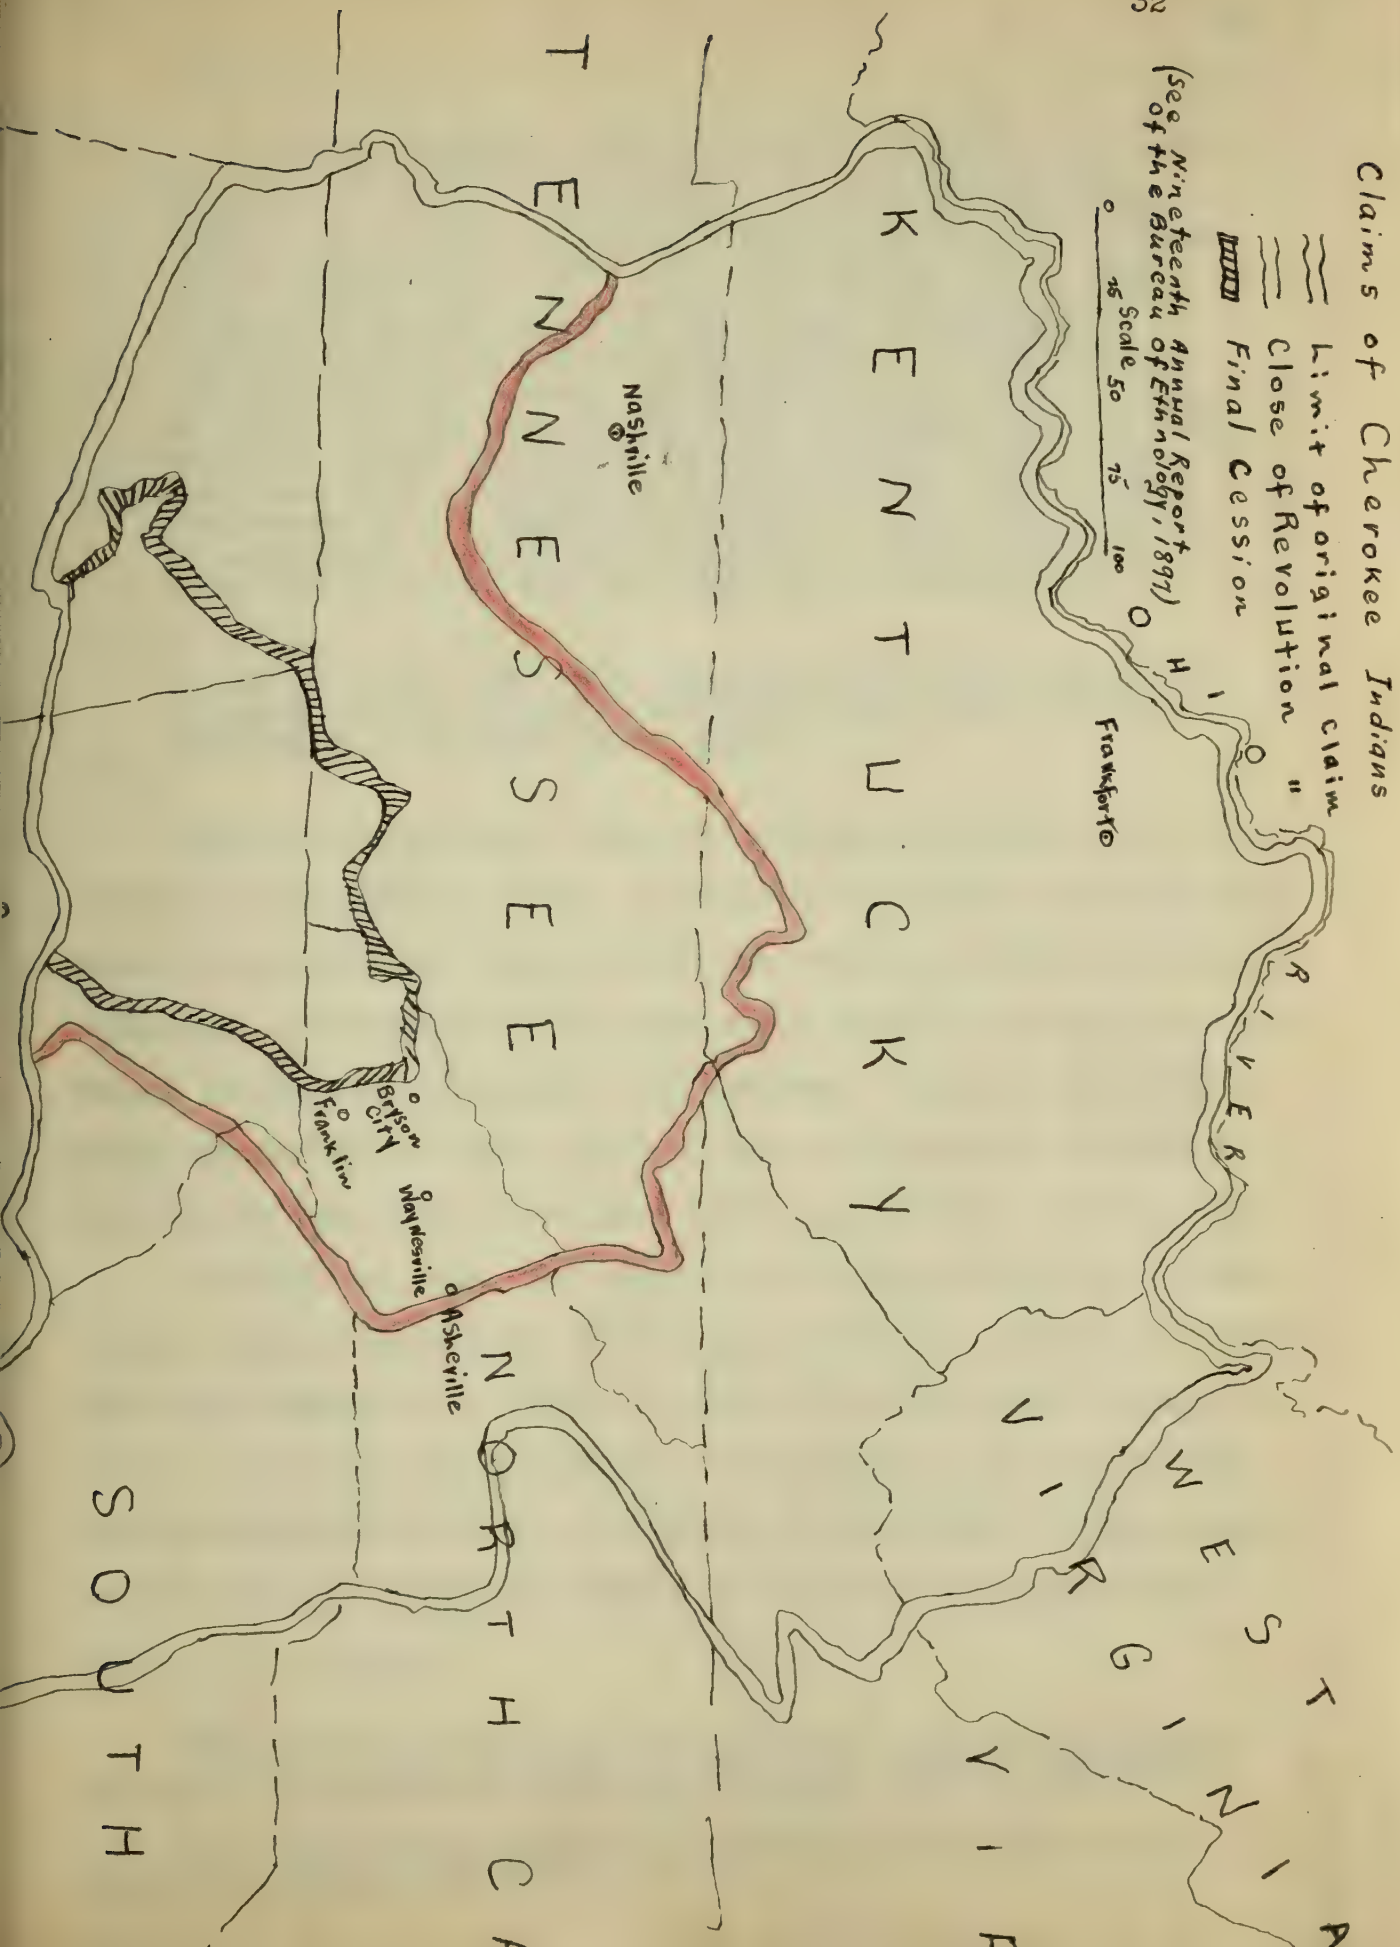 Claims of Cherokee Indians
Limit of original claim
Close of Revolution "
Final Cession
(See Nineteenth Annual Report
of the Bureau of Ethnology, 1897)
0 25 50 75 100
Scale
OHIO RIVER
Frankfort
KENTUCKY
WEST VIRGINIA
VIR
TENNESSEE
Nashville
Bryson
City
Franklin
Waynesville
Asheville
NORTH CA
SOUTH